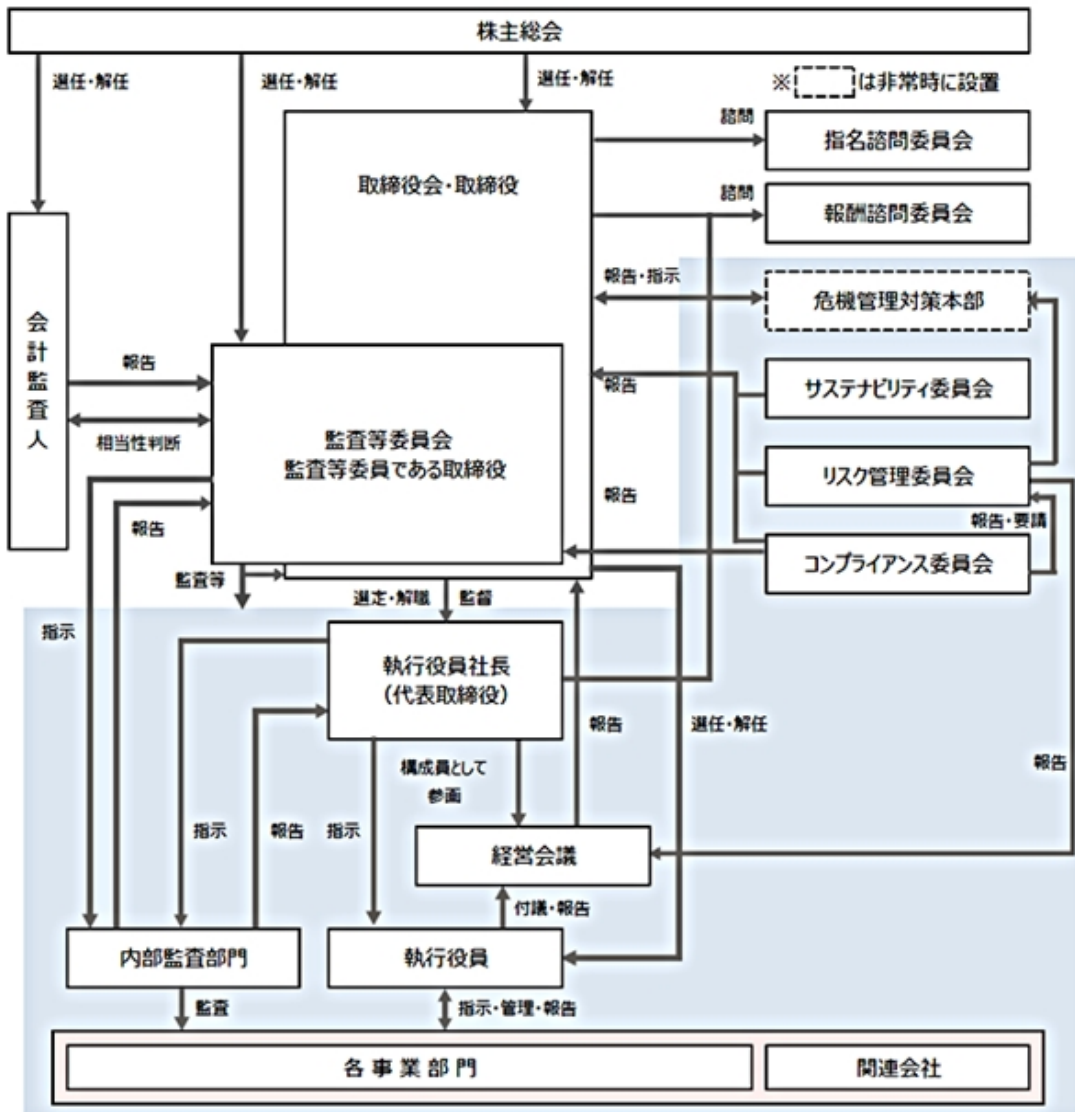 株主総会
選任・解任
選任・解任
選任・解任
※
は非常時に設置
諮問
指名諮問委員会
取締役会・取締役
諮問
報酬諮問委員会
報告・指示
危機管理対策本部
会計監査人
報告
報告
サステナビリティ委員会
相当性判断
監査等委員会
監査等委員である取締役
リスク管理委員会
報告
報告
報告・要請
コンプライアンス委員会
監査等
選定・解職
監督
指示
執行役員社長
（代表取締役）
報告
選任・解任
構成員として
参画
報告
指示
報告
指示
経営会議
付議・報告
内部監査部門
執行役員
監査
指示・管理・報告
各事業部門
関連会社